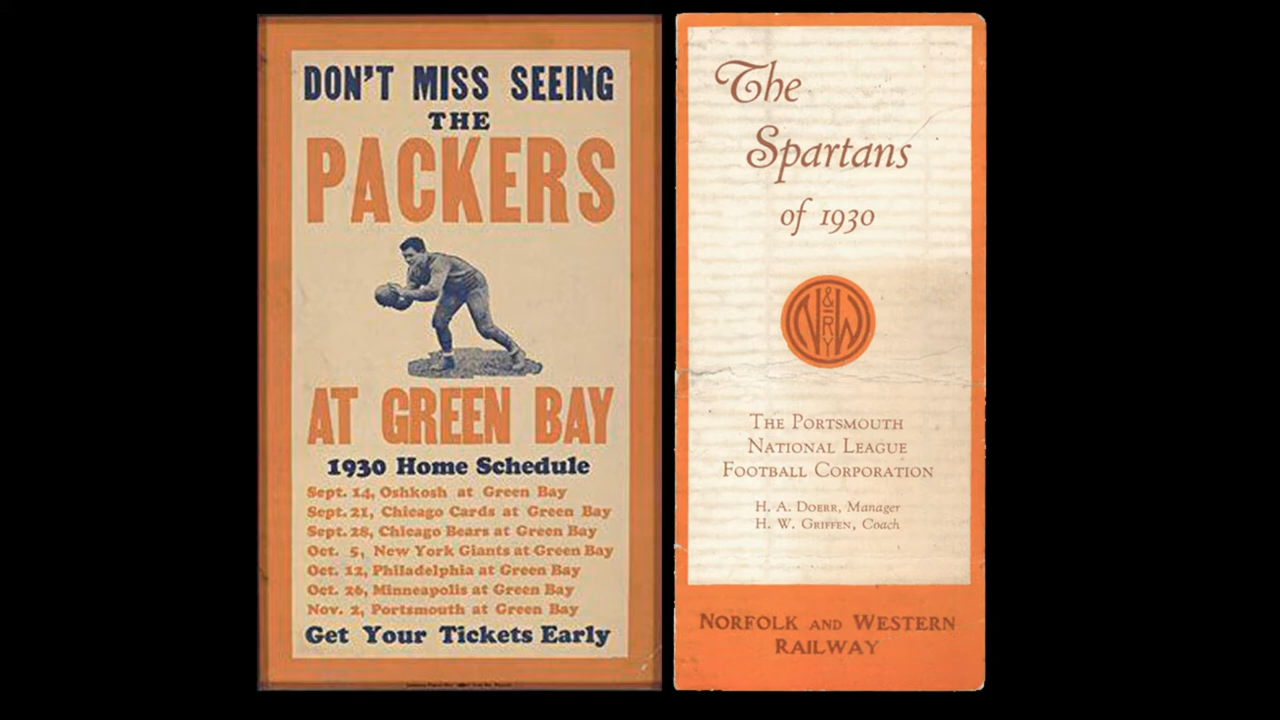 DON'T MISS SEEING
THE
PACKERS
AT GREEN BAY
1930 Home Schedule
Sept. 14, Oshkosh at Green Bay
Sept. 21, Chicago Cards at Green Bay
Sept. 28, Chicago Bears at Green Bay
Oct. 5, New York Giants at Green Bay
Oct. 12, Philadelphia at Green Bay
Oct. 26, Minneapolis at Green Bay
Nov. 2, Portsmouth at Green Bay
Get Your Tickets Early
The
Spartans
of 1930
N&W
RY
THE PORTSMOUTH
NATIONAL LEAGUE
FOOTBALL CORPORATION
H. A. DOERR, Manager
H. W. GRIFFEN, Coach
NORFOLK AND WESTERN
RAILWAY